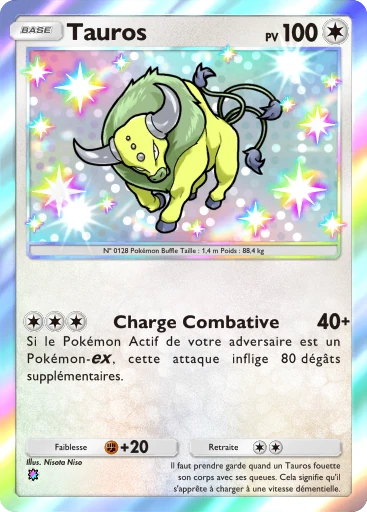 BASE
Tauros
PV 100
N° 0128 Pokémon Buffle Taille : 1,4 m Poids : 88,4 kg
Charge Combative 40+
Si le Pokémon Actif de votre adversaire est un
Pokémon-ex, cette attaque inflige 80 dégâts
supplémentaires.
Faiblesse +20
Retraite
Illus. Nisota Niso
Il faut prendre garde quand un Tauros fouette
son corps avec ses queues. Cela signifie qu'il
s'apprête à charger à une vitesse démentielle.